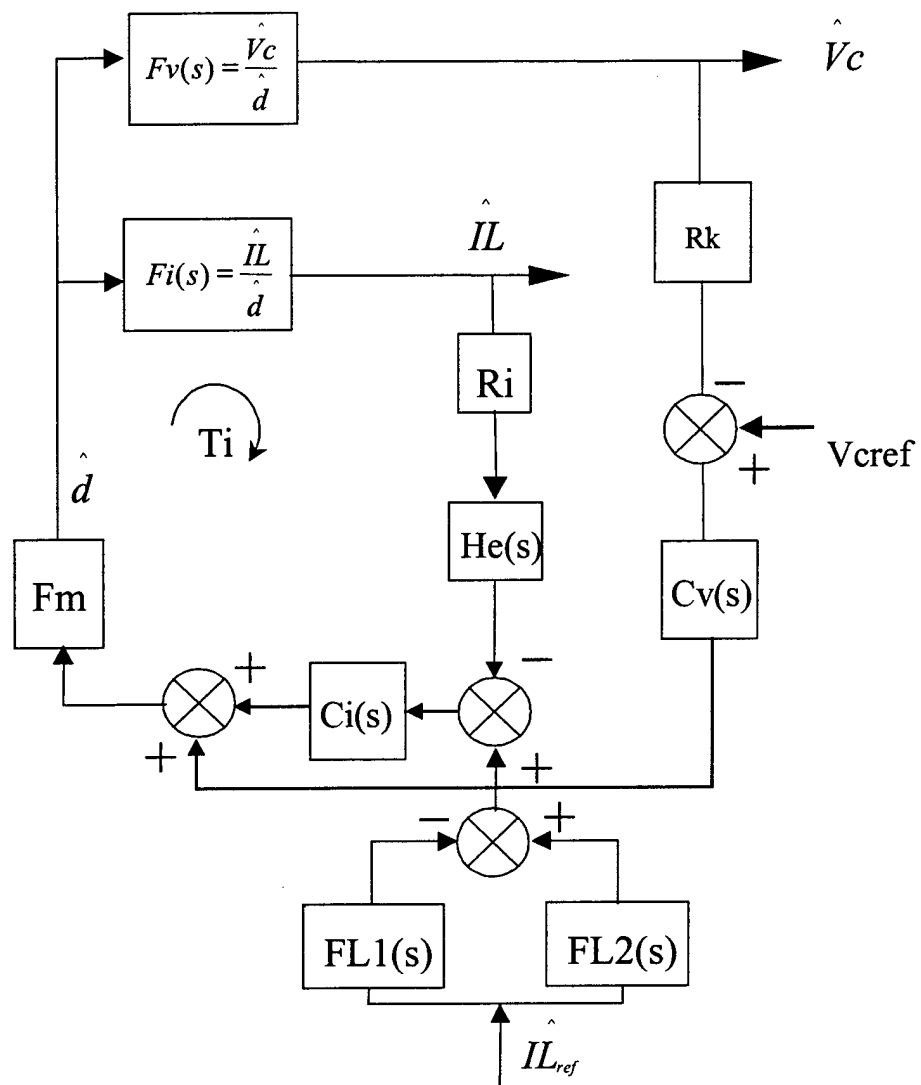 Fv(s) = V̂c / d̂
V̂c
Rk
Fi(s) = ÎL / d̂
ÎL
Ri
−
Vcref
+
Ti
d̂
He(s)
Cv(s)
Fm
−
+
Ci(s)
+
+
−
+
FL1(s)
FL2(s)
ÎLref